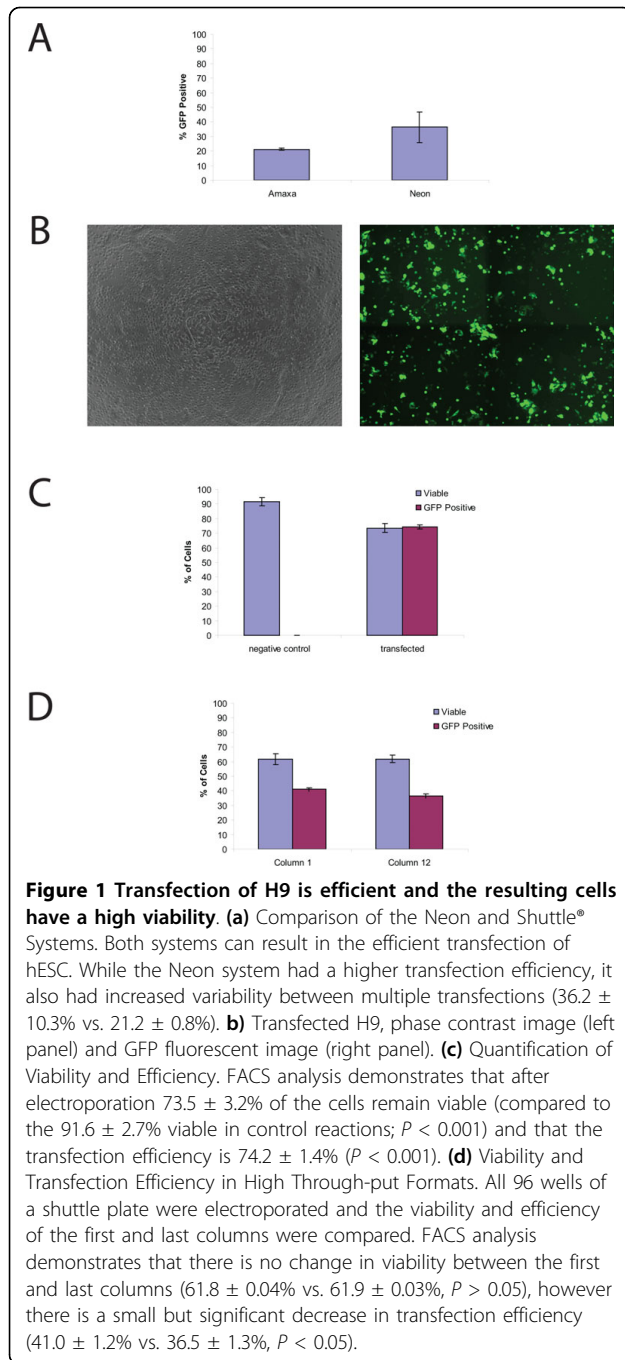 A
% GFP Positive
100
90
80
70
60
50
40
30
20
10
0
Amaxa
Neon
B
C
% of Cells
100
90
80
70
60
50
40
30
20
10
0
Viable
GFP Positive
negative control
transfected
D
% of Cells
100
90
80
70
60
50
40
30
20
10
0
Viable
GFP Positive
Column 1
Column 12
Figure 1 Transfection of H9 is efficient and the resulting cells
have a high viability. (a) Comparison of the Neon and Shuttle®
Systems. Both systems can result in the efficient transfection of
hESC. While the Neon system had a higher transfection efficiency, it
also had increased variability between multiple transfections (36.2 ±
10.3% vs. 21.2 ± 0.8%). b) Transfected H9, phase contrast image (left
panel) and GFP fluorescent image (right panel). (c) Quantification of
Viability and Efficiency. FACS analysis demonstrates that after
electroporation 73.5 ± 3.2% of the cells remain viable (compared to
the 91.6 ± 2.7% viable in control reactions; P < 0.001) and that the
transfection efficiency is 74.2 ± 1.4% (P < 0.001). (d) Viability and
Transfection Efficiency in High Through-put Formats. All 96 wells of
a shuttle plate were electroporated and the viability and efficiency
of the first and last columns were compared. FACS analysis
demonstrates that there is no change in viability between the first
and last columns (61.8 ± 0.04% vs. 61.9 ± 0.03%, P > 0.05), however
there is a small but significant decrease in transfection efficiency
(41.0 ± 1.2% vs. 36.5 ± 1.3%, P < 0.05).